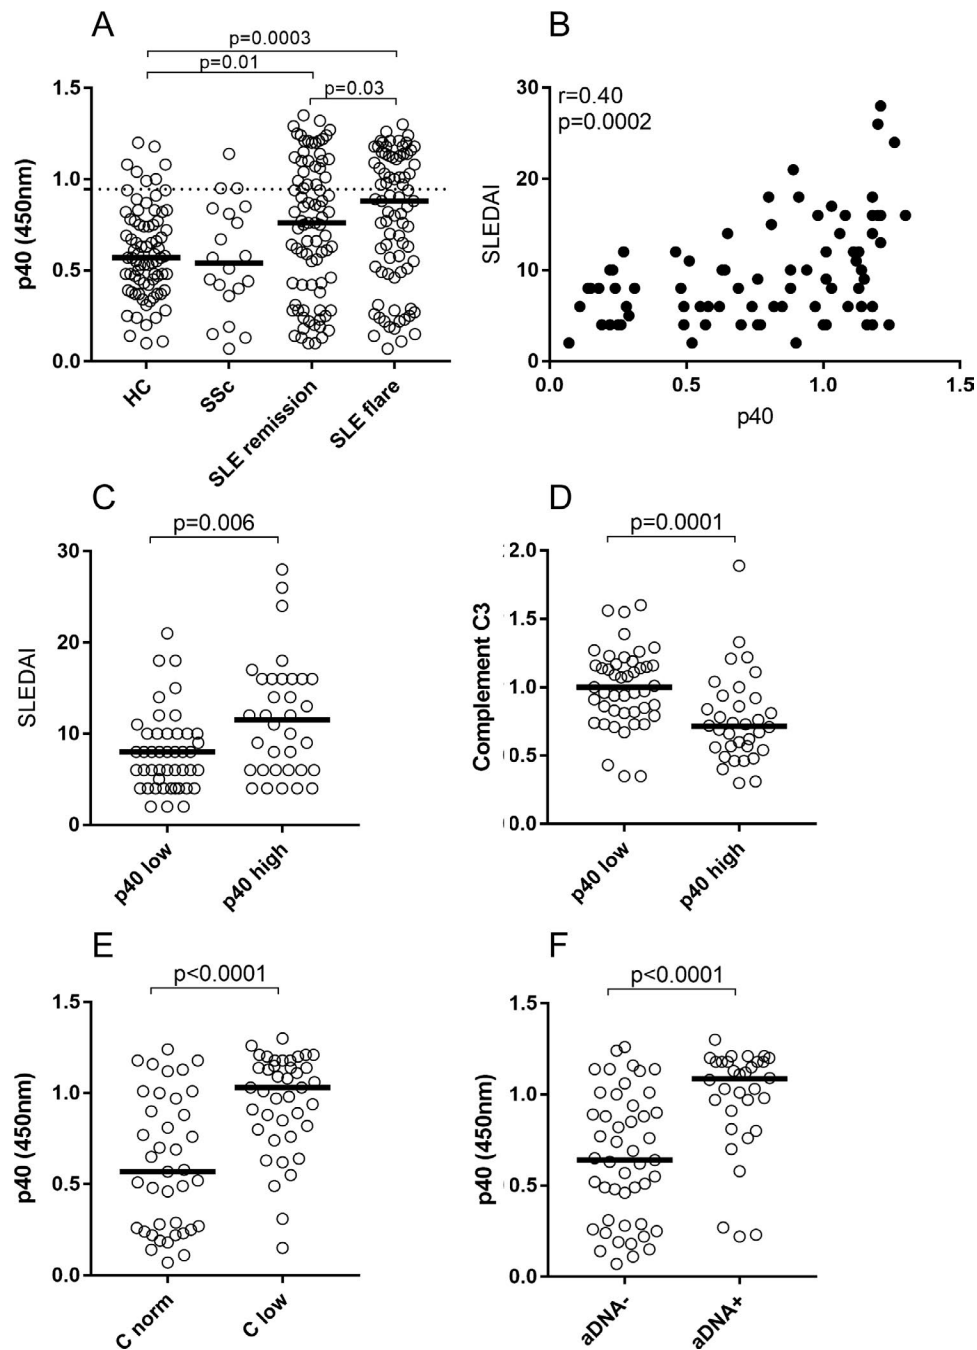 A
p=0.0003
p=0.01
p=0.03
1.5
1.0
0.5
0.0
p40 (450nm)
HC
SSc
SLE remission
SLE flare
B
r=0.40
p=0.0002
30
20
10
0
SLEDAI
0.0
0.5
1.0
1.5
p40
C
p=0.006
30
20
10
0
SLEDAI
p40 low
p40 high
D
p=0.0001
2.0
1.5
1.0
0.5
0.0
Complement C3
p40 low
p40 high
E
p<0.0001
1.5
1.0
0.5
0.0
p40 (450nm)
C norm
C low
F
p<0.0001
1.5
1.0
0.5
0.0
p40 (450nm)
aDNA-
aDNA+